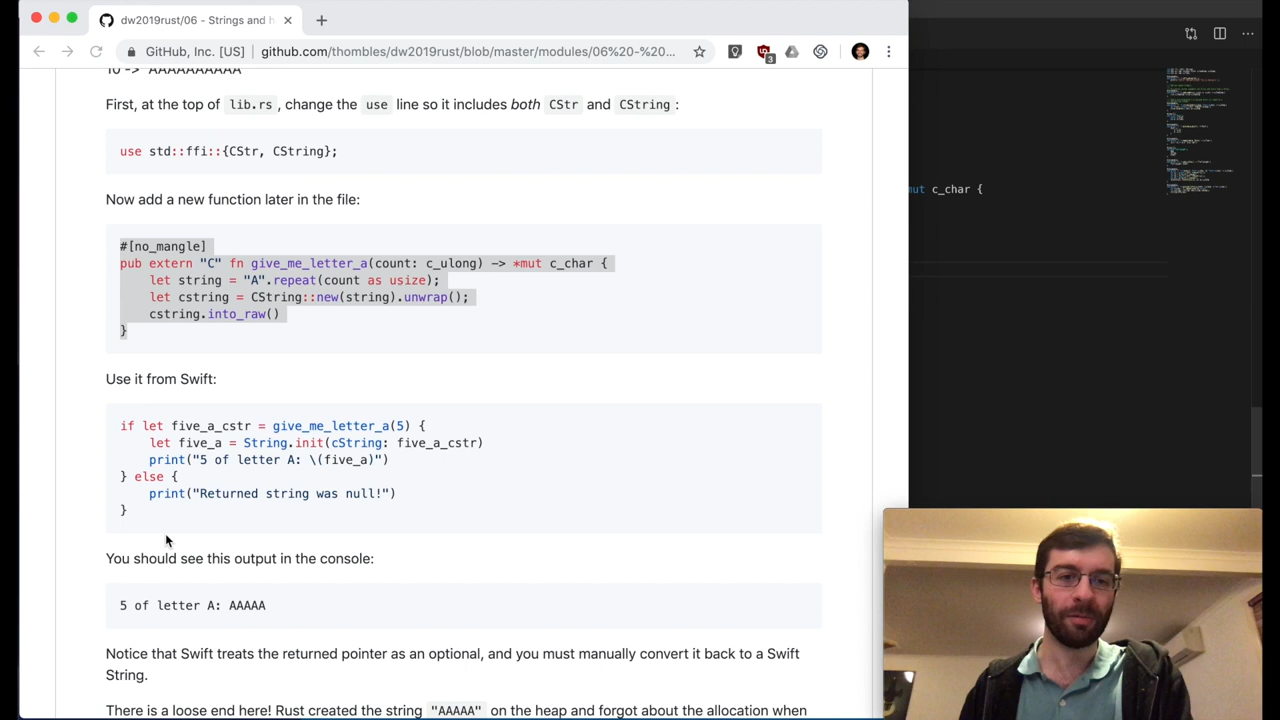 dw2019rust/06 - Strings and h
GitHub, Inc. [US] github.com/thombles/dw2019rust/blob/master/modules/06%20-%20...
3
10 -> AAAAAAAAAA
First, at the top of lib.rs, change the use line so it includes both CStr and CString:
use std::ffi::{CStr, CString};
Now add a new function later in the file:
#[no_mangle]
pub extern "C" fn give_me_letter_a(count: c_ulong) -> *mut c_char {
let string = "A".repeat(count as usize);
let cstring = CString::new(string).unwrap();
cstring.into_raw()
}
Use it from Swift:
if let five_a_cstr = give_me_letter_a(5) {
let five_a = String.init(cString: five_a_cstr)
print("5 of letter A: \(five_a)")
} else {
print("Returned string was null!")
}
You should see this output in the console:
5 of letter A: AAAAA
Notice that Swift treats the returned pointer as an optional, and you must manually convert it back to a Swift
String.
There is a loose end here! Rust created the string "AAAAA" on the heap and forgot about the allocation when
mut c_char {